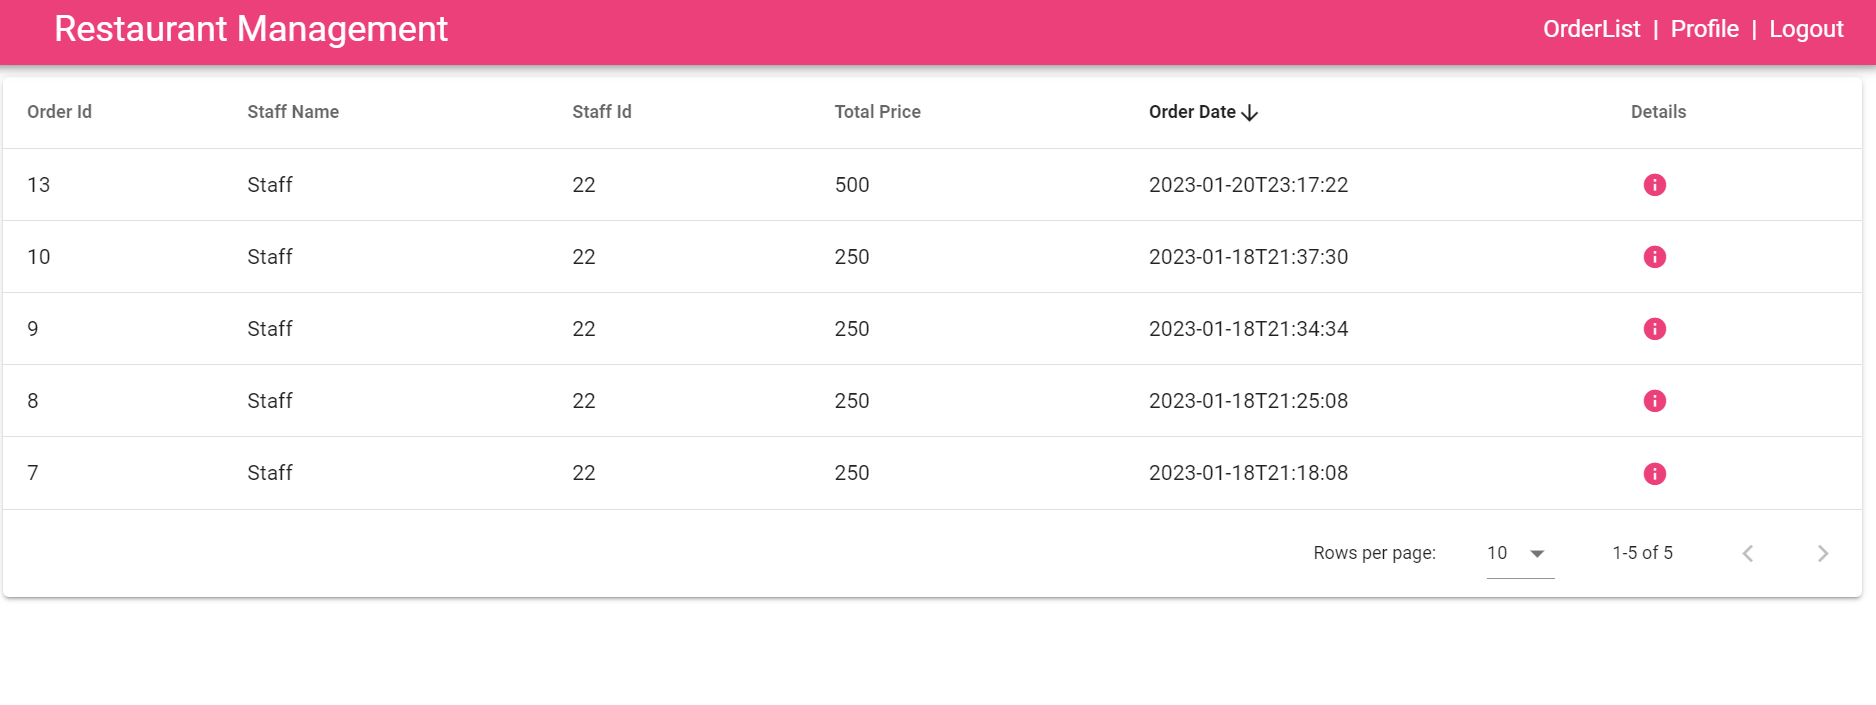 Restaurant Management OrderList | Profile | Logout
Order Id Staff Name Staff Id Total Price Order Date Details
13 Staff 22 500 2023-01-20T23:17:22
10 Staff 22 250 2023-01-18T21:37:30
9 Staff 22 250 2023-01-18T21:34:34
8 Staff 22 250 2023-01-18T21:25:08
7 Staff 22 250 2023-01-18T21:18:08
Rows per page: 10 1-5 of 5